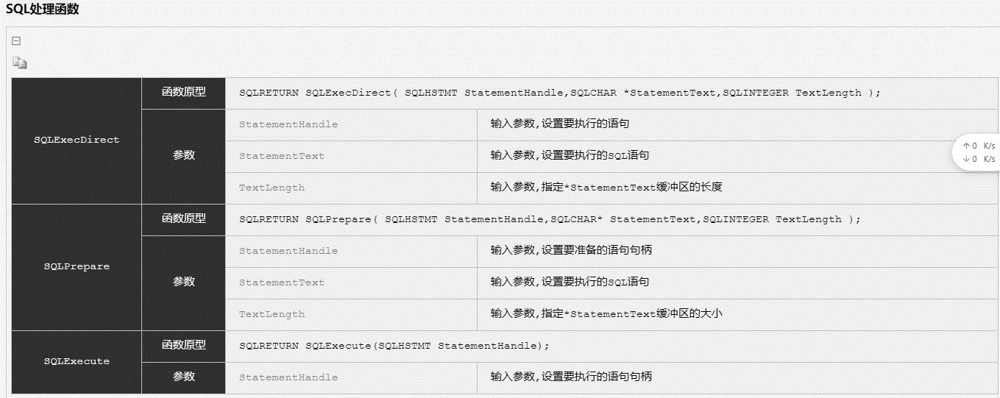 SQL处理函数
函数原型 SQLRETURN SQLExecDirect( SQLHSTMT StatementHandle,SQLCHAR *StatementText,SQLINTEGER TextLength );
SQLExecDirect
参数
StatementHandle 输入参数,设置要执行的语句
StatementText 输入参数,设置要执行的SQL语句
TextLength 输入参数,指定*StatementText缓冲区的长度
函数原型 SQLRETURN SQLPrepare( SQLHSTMT StatementHandle,SQLCHAR* StatementText,SQLINTEGER TextLength );
SQLPrepare
参数
StatementHandle 输入参数,设置要准备的语句句柄
StatementText 输入参数,设置要执行的SQL语句
TextLength 输入参数,指定*StatementText缓冲区的大小
SQLExecute
函数原型 SQLRETURN SQLExecute(SQLHSTMT StatementHandle);
参数 StatementHandle 输入参数,设置要执行的语句句柄
↑ 0 K/s
↓ 0 K/s